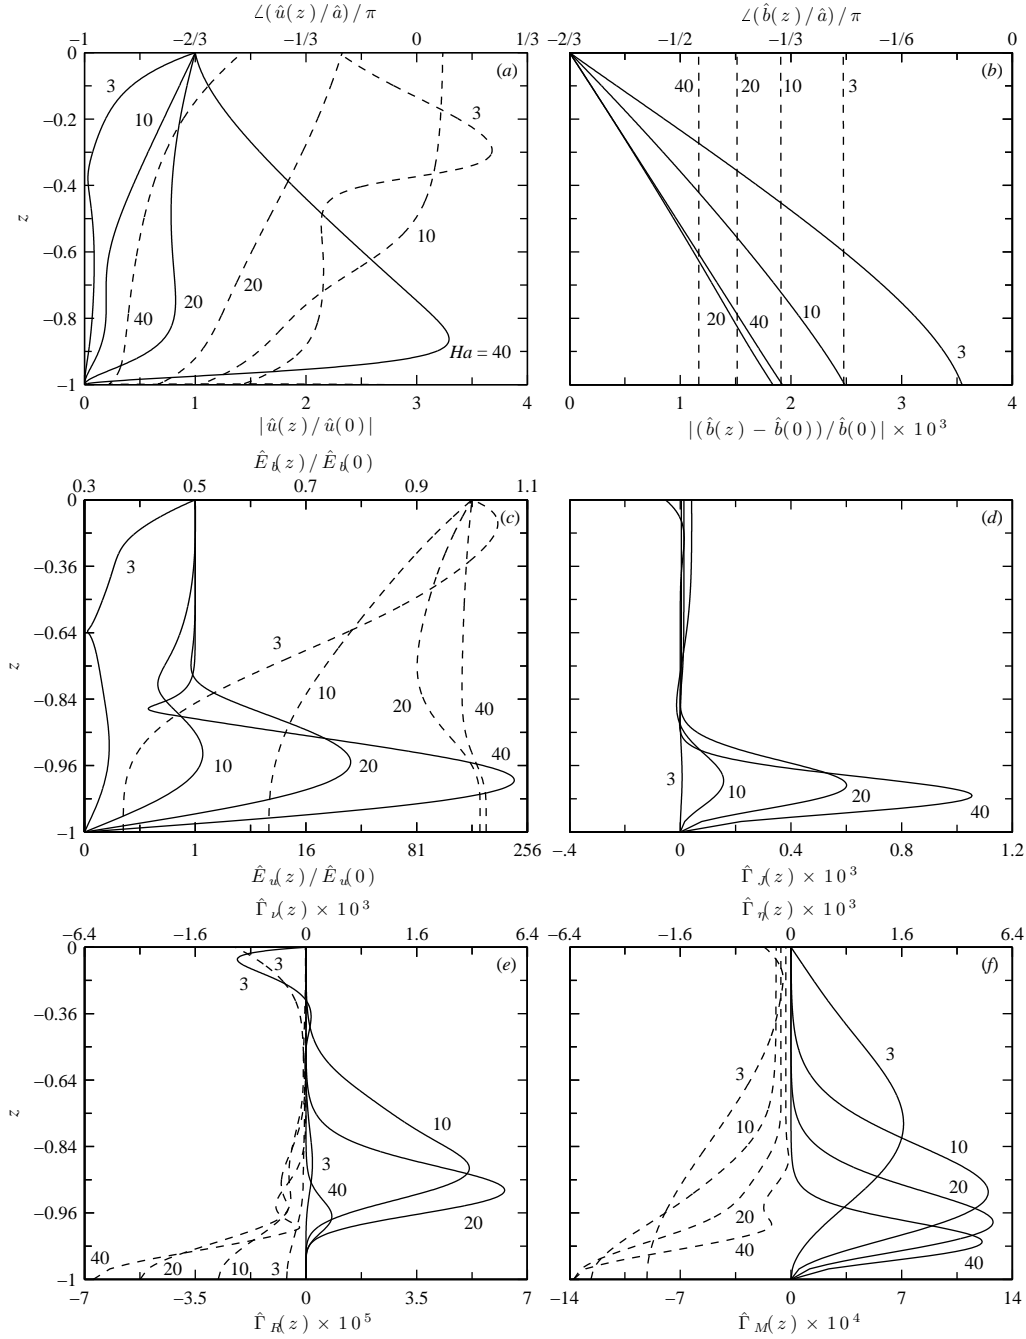 ∠(û(z)/â)/π
∠(b̂(z)/â)/π
−1 −2/3 −1/3 0 1/3
−2/3 −1/2 −1/3 −1/6 0
(a)
3
10
3
10
20
20
40
Ha = 40
0
−0.2
−0.4
−0.6
−0.8
−1
z
0 1 2 3 4
|û(z)/û(0)|
(b)
40 20 10 3
10
20 40
3
0 1 2 3 4
|(b̂(z) − b̂(0))/b̂(0)| × 10³
Ê_b(z)/Ê_b(0)
0.3 0.5 0.7 0.9 1.1
(c)
3
3
10
20
40
10
20
40
0
−0.36
−0.64
−0.84
−0.96
−1
z
0 1 16 81 256
Ê_u(z)/Ê_u(0)
(d)
3
10
20
40
−.4 0 0.4 0.8 1.2
Γ̂_J(z) × 10³
Γ̂_ν(z) × 10³
−6.4 −1.6 0 1.6 6.4
(e)
3
3
10
3
40
20
40
20
10
3
0
−0.36
−0.64
−0.84
−0.96
−1
z
−7 −3.5 0 3.5 7
Γ̂_R(z) × 10⁵
Γ̂_η(z) × 10³
−6.4 −1.6 0 1.6 6.4
(f)
3
3
10
10
20
20
40
40
−14 −7 0 7 14
Γ̂_M(z) × 10⁴